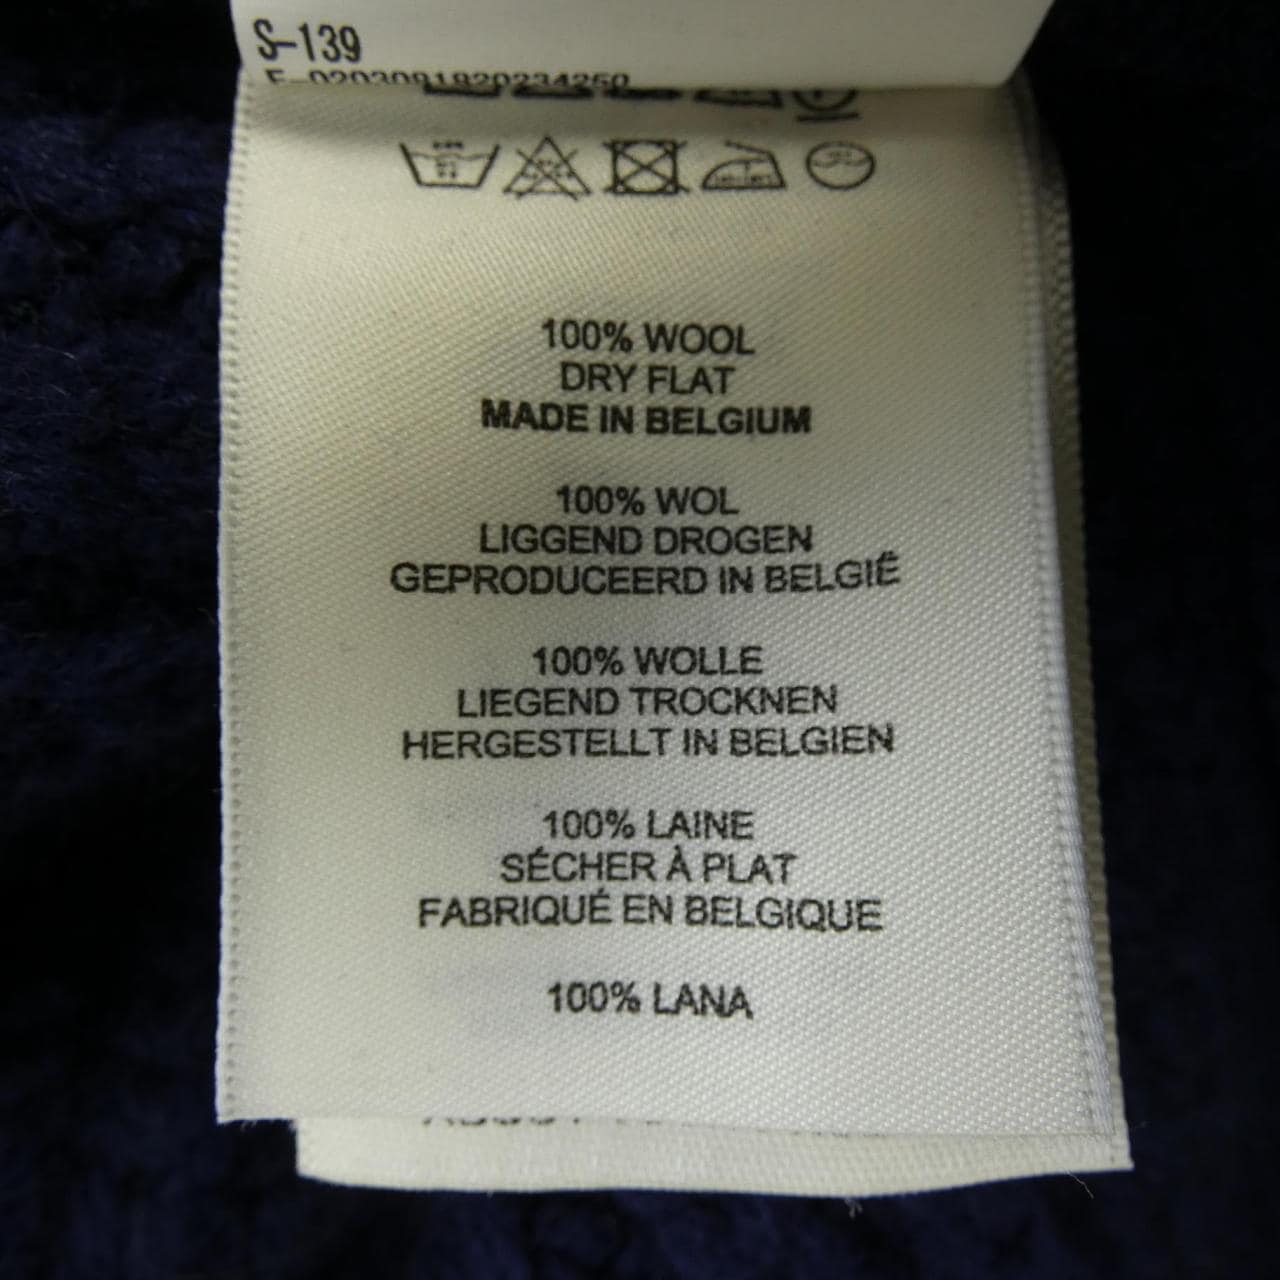 S-139
100% WOOL
DRY FLAT
MADE IN BELGIUM
100% WOL
LIGGEND DROGEN
GEPRODUCEERD IN BELGIË
100% WOLLE
LIEGEND TROCKNEN
HERGESTELLT IN BELGIEN
100% LAINE
SÉCHER À PLAT
FABRIQUÉ EN BELGIQUE
100% LANA